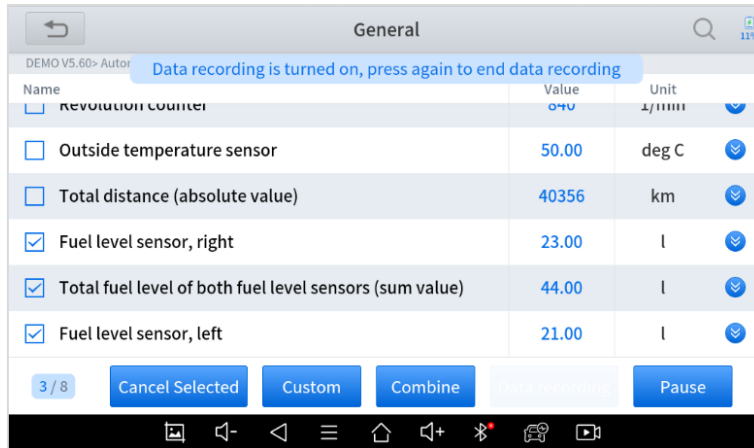 General
11%
DEMO V5.60> Autor
Data recording is turned on, press again to end data recording
Name Value Unit
Revolution counter 840 1/min
Outside temperature sensor 50.00 deg C
Total distance (absolute value) 40356 km
Fuel level sensor, right 23.00 l
Total fuel level of both fuel level sensors (sum value) 44.00 l
Fuel level sensor, left 21.00 l
3 / 8 Cancel Selected Custom Combine Data recording Pause